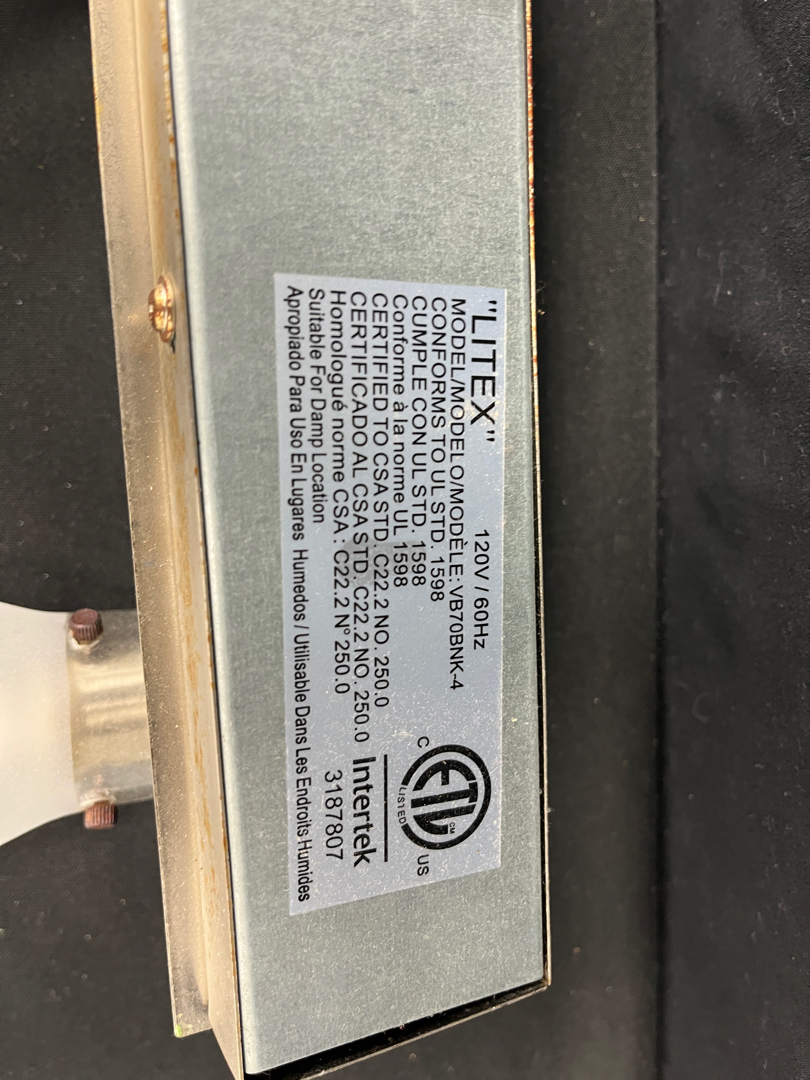 "LITEX"
120V / 60Hz
MODEL/MODELO/MODÈLE: VB70BNK-4
CONFORMS TO UL STD. 1598
CUMPLE CON UL STD. 1598
Conforme à la norme UL 1598
CERTIFIED TO CSA STD. C22.2 NO. 250.0
CERTIFICADO AL CSA STD. C22.2 NO. 250.0
Homologué norme CSA : C22.2 N° 250.0
Suitable For Damp Location
Apropiado Para Uso En Lugares Humedos / Utilisable Dans Les Endroits Humides
C ETL CM US
LISTED
Intertek
3187807